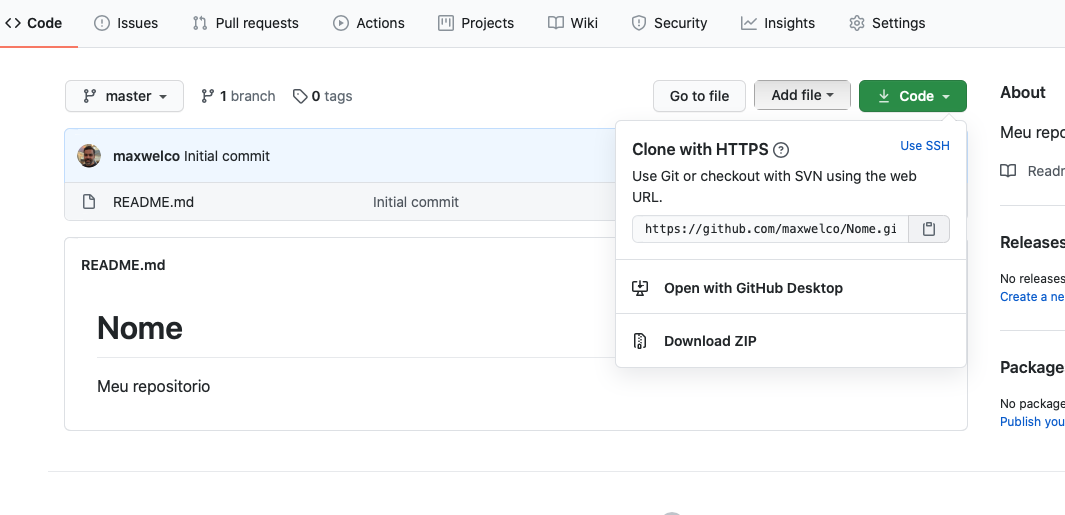 Code Issues Pull requests Actions Projects Wiki Security Insights Settings
master 1 branch 0 tags Go to file Add file Code
maxwelco Initial commit
README.md Initial commit
Clone with HTTPS Use SSH
Use Git or checkout with SVN using the web
URL.
https://github.com/maxwelco/Nome.gi
Open with GitHub Desktop
Download ZIP
README.md
Nome
Meu repositorio
About
Meu repo
Readm
Releases
No releases
Create a ne
Package
No package
Publish you